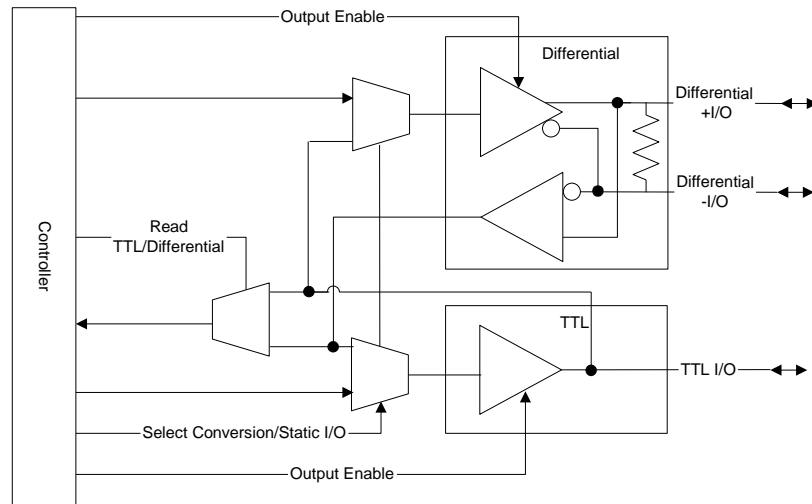 Output Enable
Differential
Differential
+I/O
Differential
-I/O
Controller
Read
TTL/Differential
TTL
TTL I/O
Select Conversion/Static I/O
Output Enable